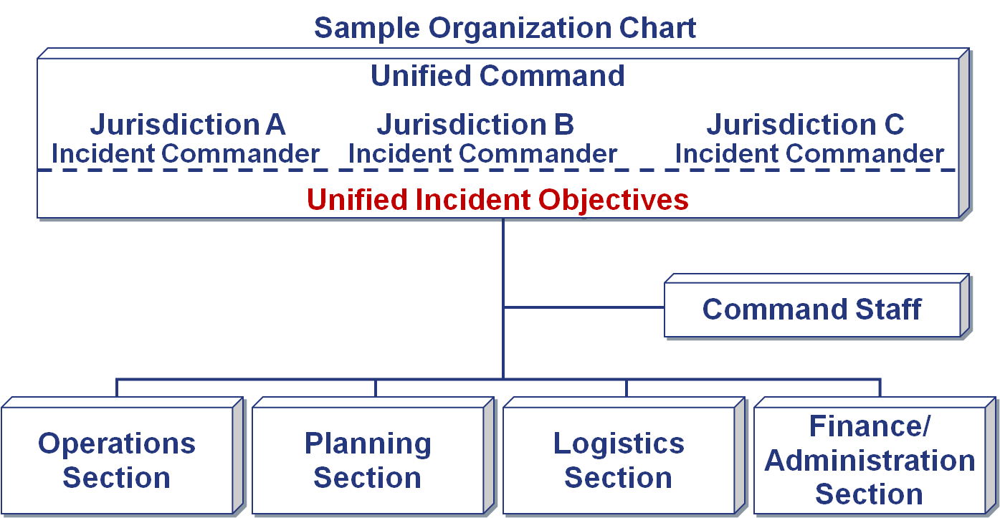 Sample Organization Chart
Unified Command
Jurisdiction A
Incident Commander
Jurisdiction B
Incident Commander
Jurisdiction C
Incident Commander
Unified Incident Objectives
Command Staff
Operations
Section
Planning
Section
Logistics
Section
Finance/
Administration
Section